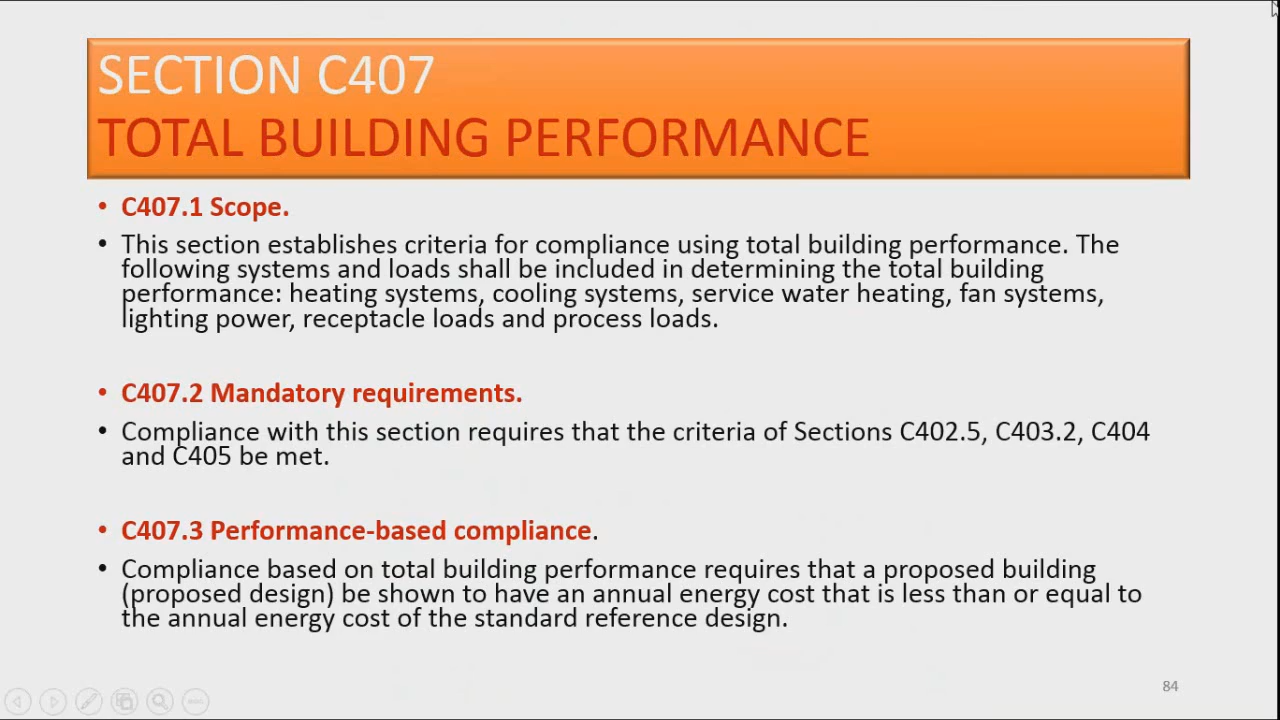 SECTION C407
TOTAL BUILDING PERFORMANCE
• C407.1 Scope.
• This section establishes criteria for compliance using total building performance. The
following systems and loads shall be included in determining the total building
performance: heating systems, cooling systems, service water heating, fan systems,
lighting power, receptacle loads and process loads.
• C407.2 Mandatory requirements.
• Compliance with this section requires that the criteria of Sections C402.5, C403.2, C404
and C405 be met.
• C407.3 Performance-based compliance.
• Compliance based on total building performance requires that a proposed building
(proposed design) be shown to have an annual energy cost that is less than or equal to
the annual energy cost of the standard reference design.
84